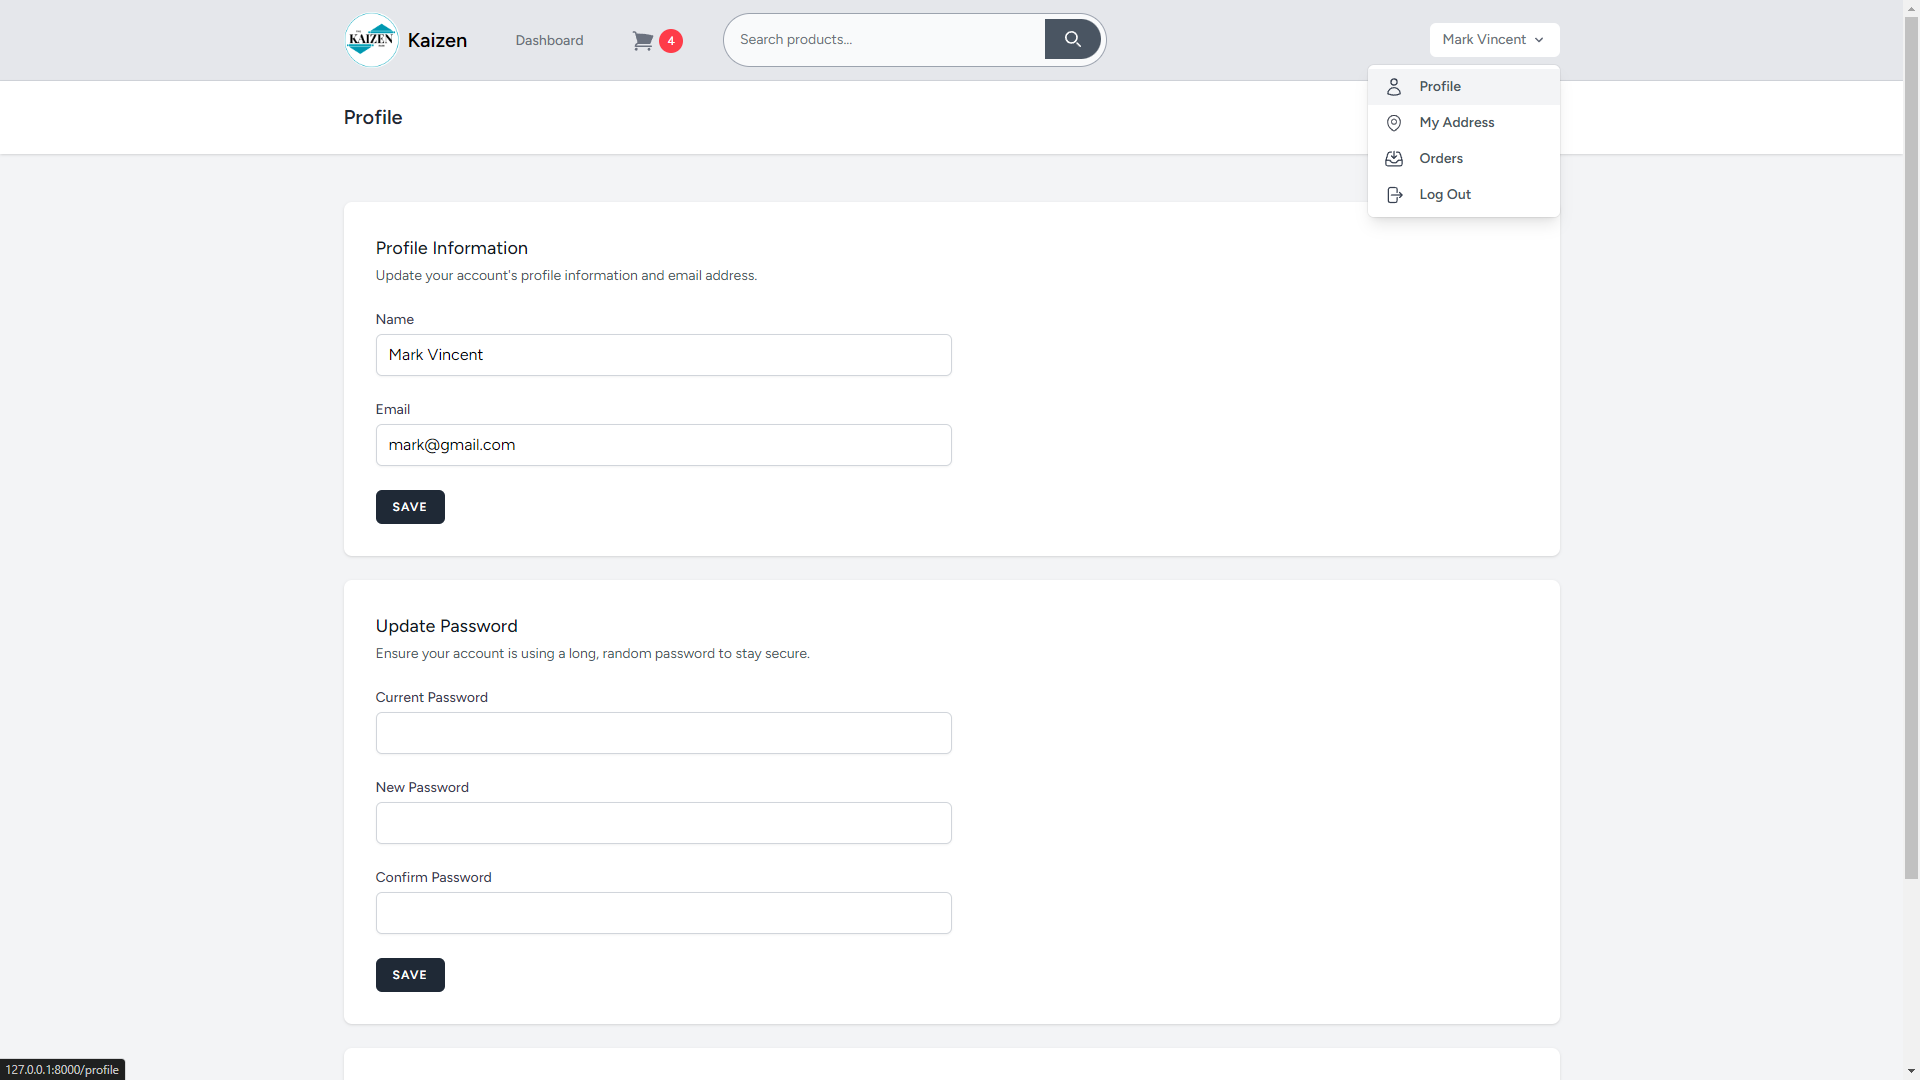 KAIZEN
Kaizen
Dashboard
4
Search products...
Mark Vincent
Profile
My Address
Orders
Log Out
Profile
Profile Information
Update your account's profile information and email address.
Name
Mark Vincent
Email
mark@gmail.com
SAVE
Update Password
Ensure your account is using a long, random password to stay secure.
Current Password
New Password
Confirm Password
SAVE
127.0.0.1:8000/profile